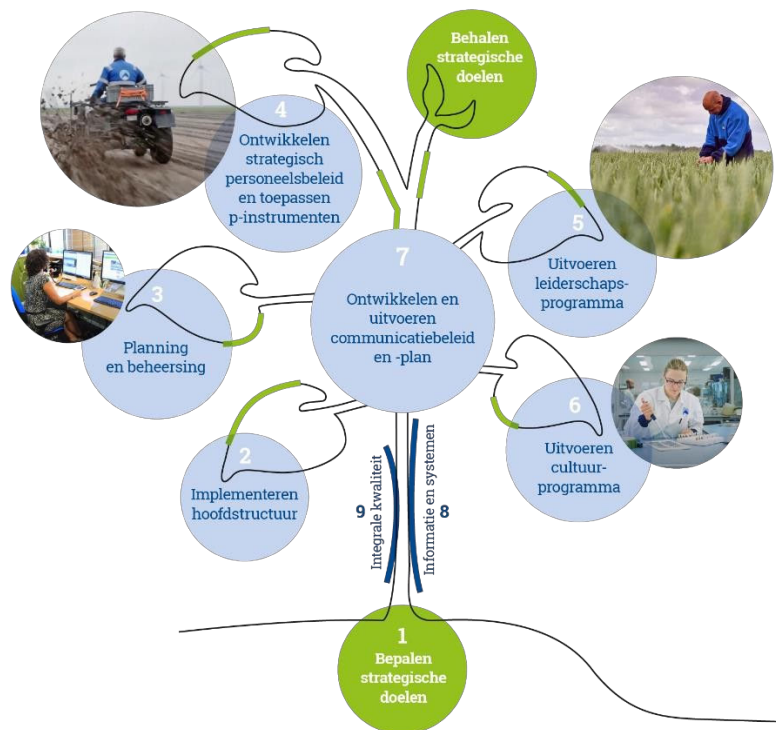 Behalen
strategische
doelen
4
Ontwikkelen
strategisch
personeelsbeleid
en toepassen
p-instrumenten
5
Uitvoeren
leiderschaps-
programma
7
Ontwikkelen en
uitvoeren
communicatiebeleid
en -plan
3
Planning
en beheersing
6
Uitvoeren
cultuur-
programma
2
Implementeren
hoofdstructuur
9
Integrale kwaliteit
Informatie en systemen
8
1
Bepalen
strategische
doelen